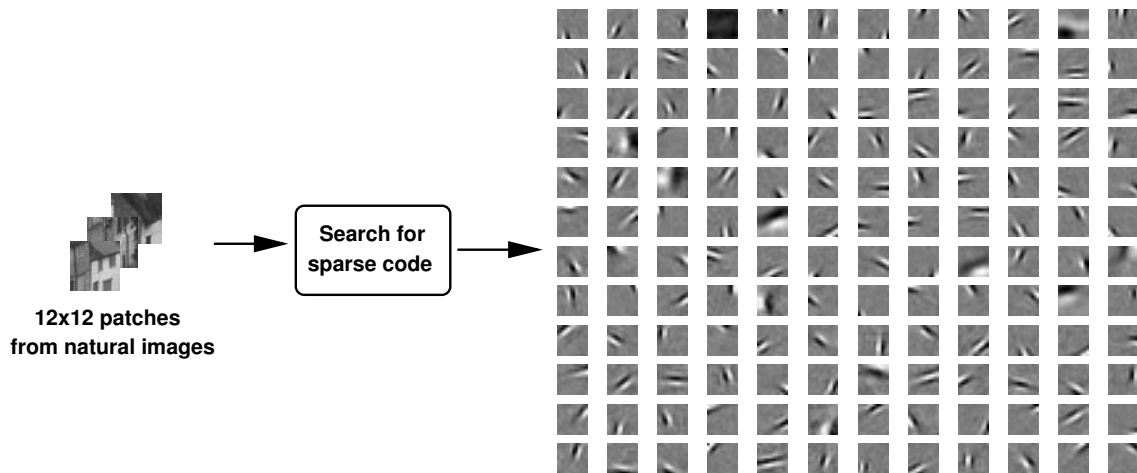 Search for
sparse code
12x12 patches
from natural images